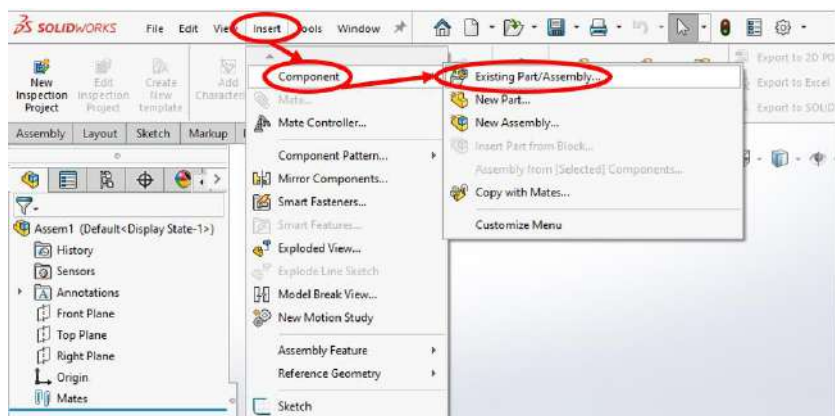 SOLIDWORKS File Edit View Insert Tools Window
New Inspection Project
Edit Inspection Project
Create New template
Add
Export to 2D
Export to Excel
Export to SOLID
Assembly Layout Sketch Markup
Assem1 (Default<Display State-1>)
History
Sensors
Annotations
Front Plane
Top Plane
Right Plane
Origin
Mates
Component
Mate...
Mate Controller...
Component Pattern...
Mirror Components...
Smart Fasteners...
Smart Features...
Exploded View...
Explode Line Sketch
Model Break View...
New Motion Study
Assembly Feature
Reference Geometry
Sketch
Existing Part/Assembly...
New Part...
New Assembly...
Insert Part from Block...
Assembly from [Selected] Components...
Copy with Mates...
Customize Menu